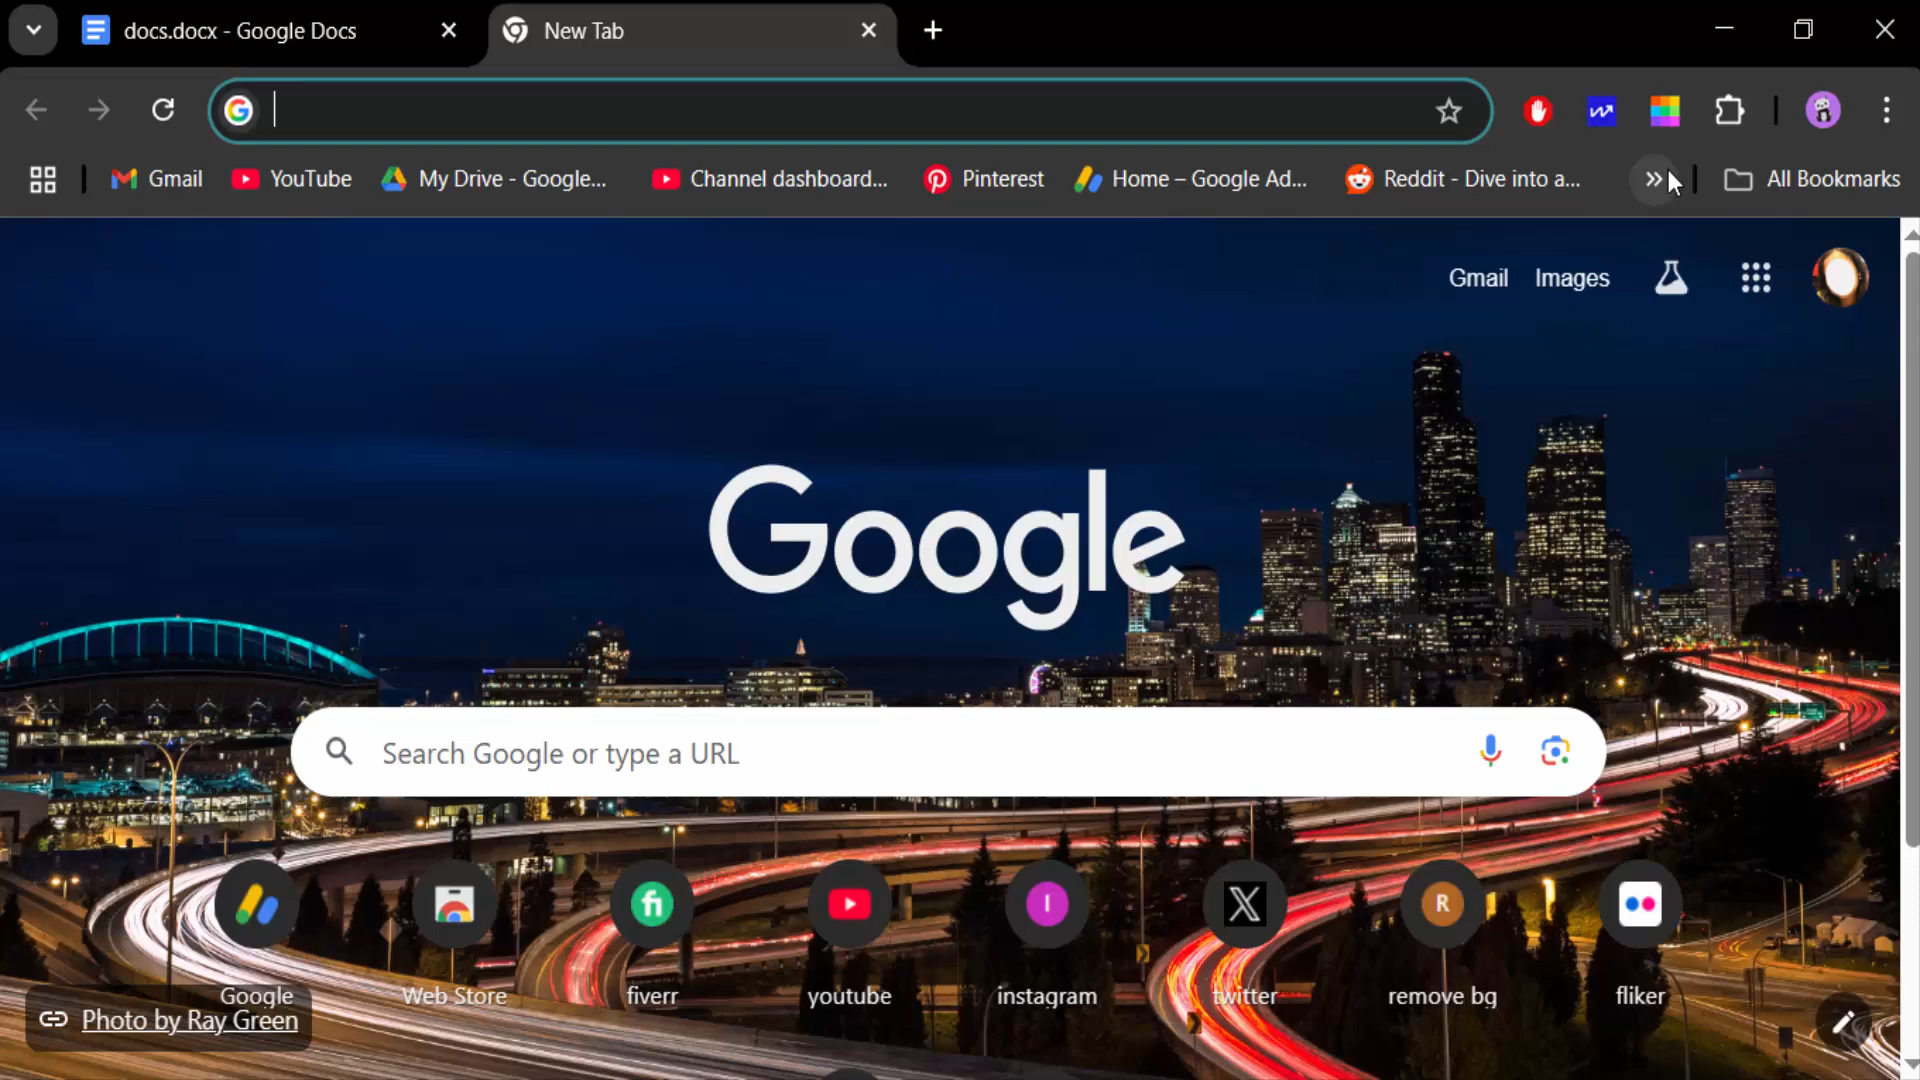 docs.docx - Google Docs
New Tab
Gmail
YouTube
My Drive - Google...
Channel dashboard...
Pinterest
Home – Google Ad...
Reddit - Dive into a...
All Bookmarks
Gmail
Images
Google
Search Google or type a URL
I
R
Google
Web Store
fiverr
youtube
instagram
twitter
remove bg
fliker
Photo by Ray Green